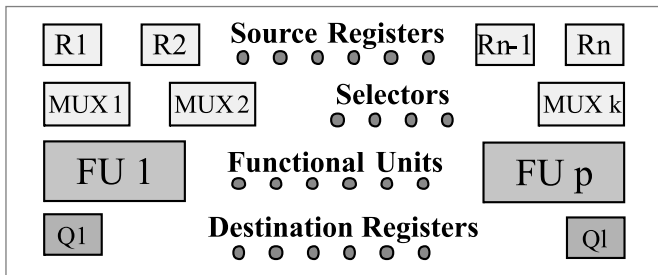 R1 R2 Source Registers Rn-1 Rn
MUX 1 MUX 2 Selectors MUX k
FU 1 Functional Units FU p
Q1 Destination Registers Ql